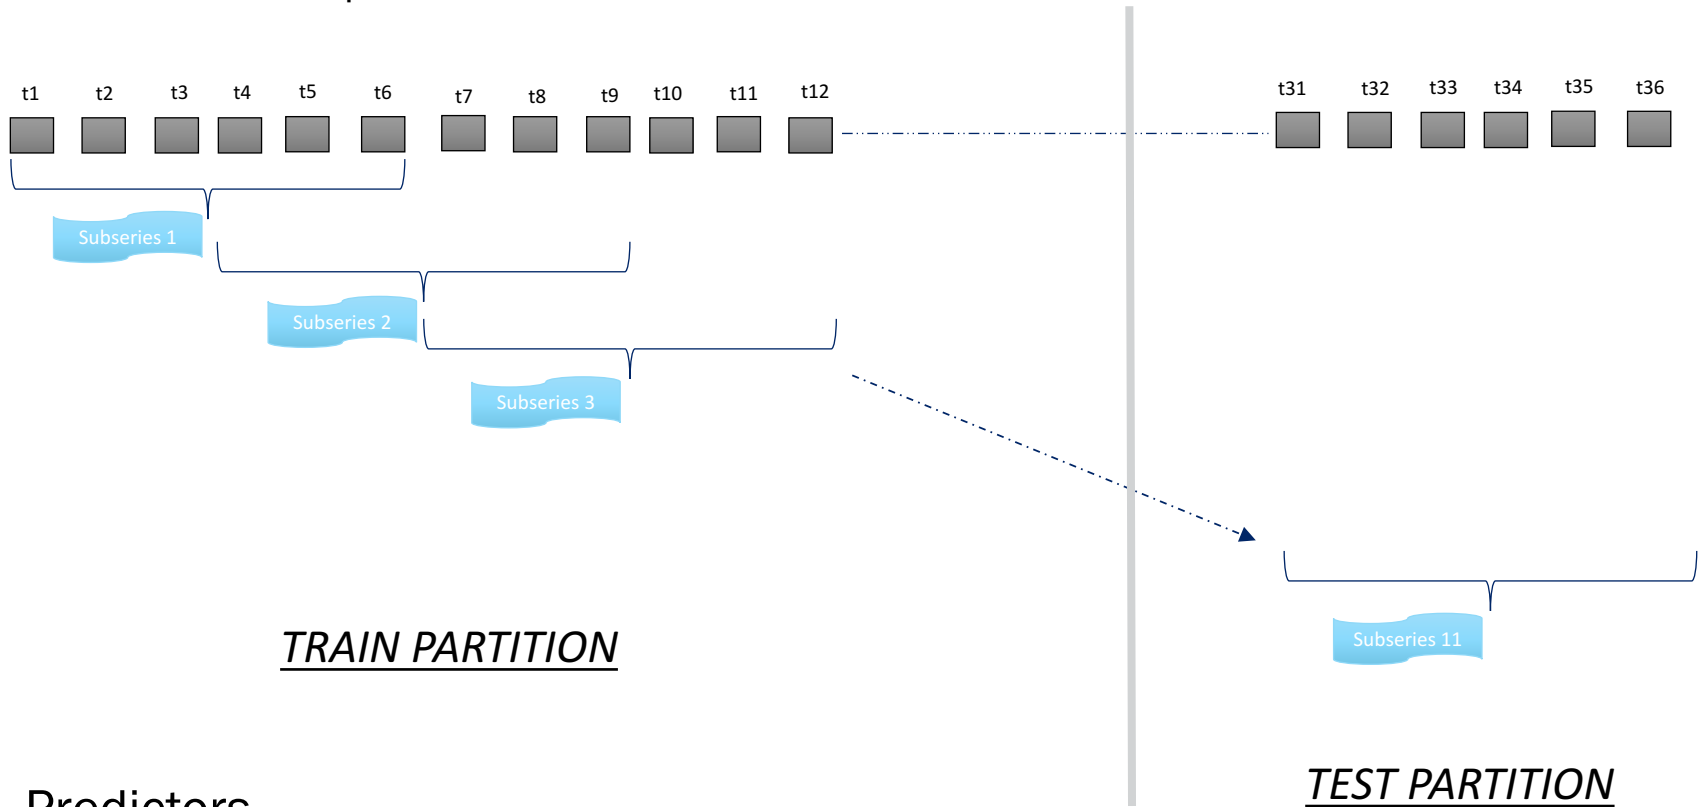 t1 t2 t3 t4 t5 t6 t7 t8 t9 t10 t11 t12 t31 t32 t33 t34 t35 t36
Subseries 1
Subseries 2
Subseries 3
Subseries 11
TRAIN PARTITION
TEST PARTITION
Predictors